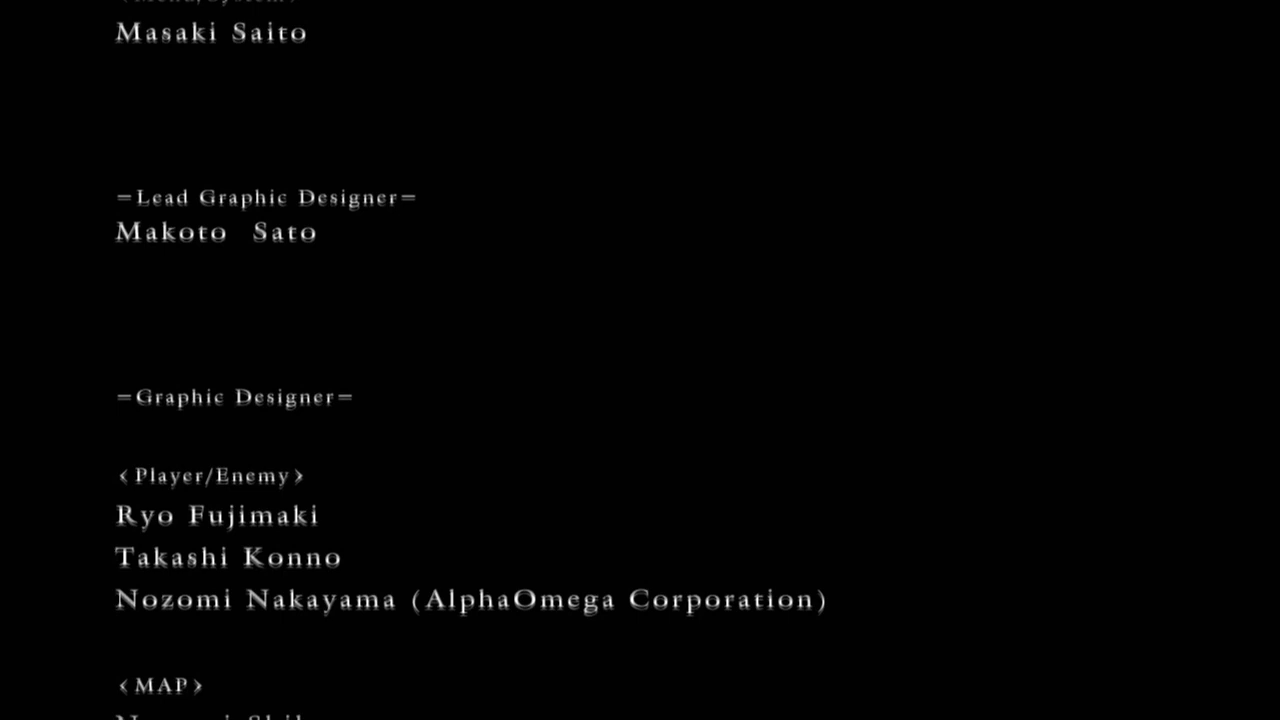 Masaki Saito
=Lead Graphic Designer=
Makoto Sato
=Graphic Designer=
<Player/Enemy>
Ryo Fujimaki
Takashi Konno
Nozomi Nakayama (AlphaOmega Corporation)
<MAP>